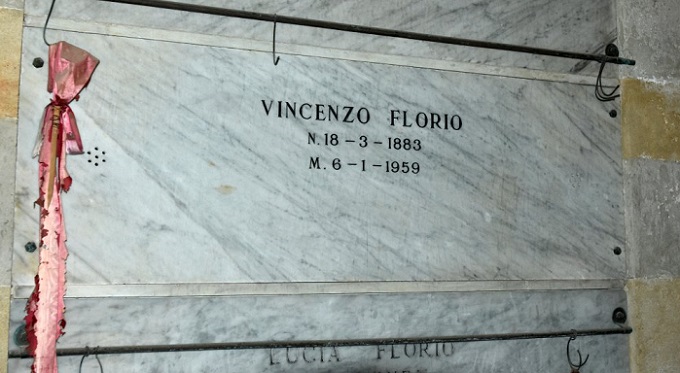 VINCENZO FLORIO
N. 18-3-1883
M. 6-1-1959
LUCIA FLORIO